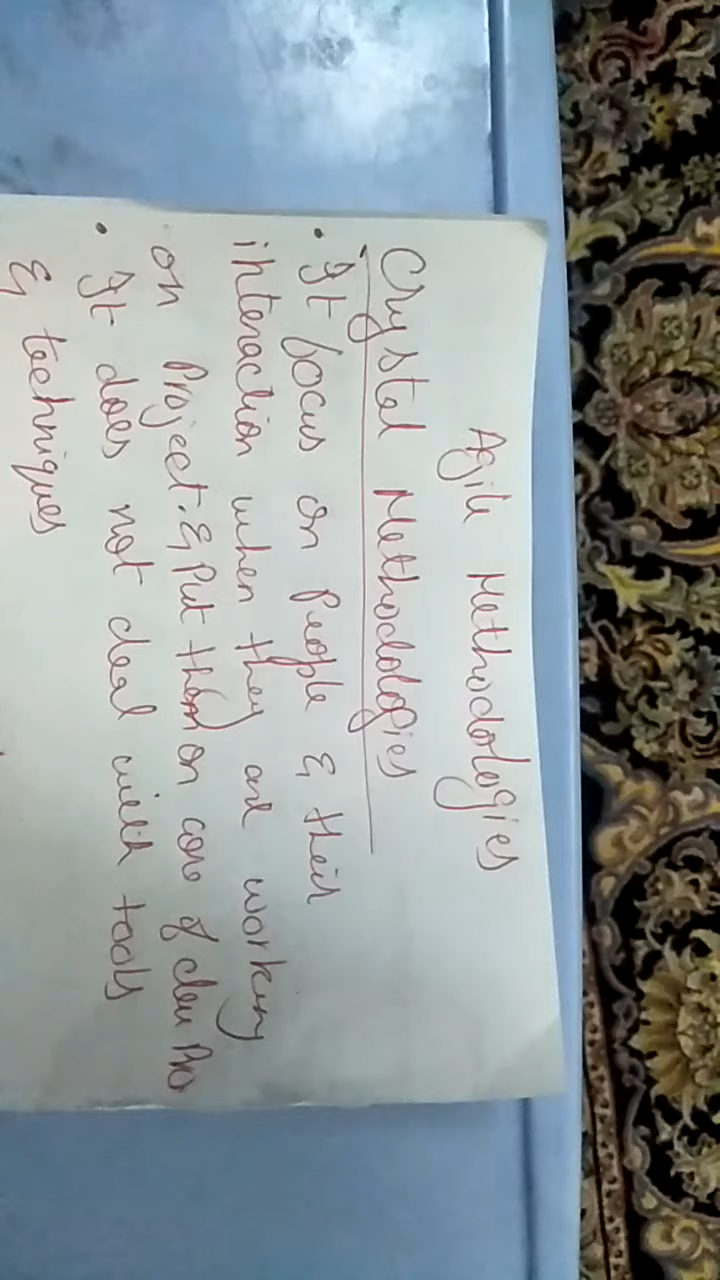 Agile Methodologies
Crystal Methodologies
• It focus on People & their
interaction when they are working
on Project. & Put them on core of dev Pro
• It does not deal with tools
& techniques